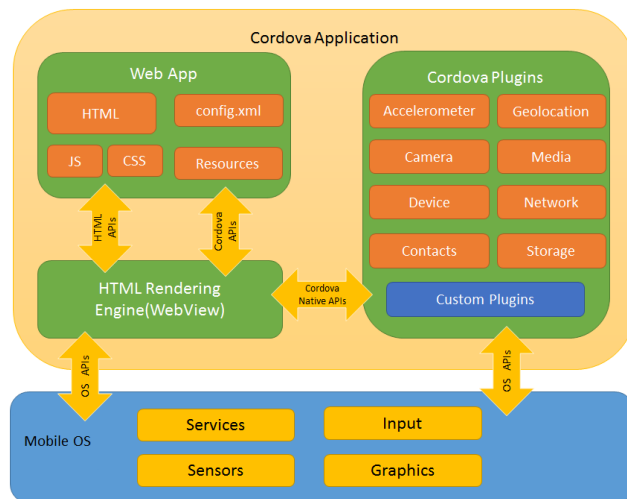 Cordova Application
Web App
HTML
config.xml
JS
CSS
Resources
HTML
APIs
Cordova
APIs
HTML Rendering
Engine(WebView)
Cordova
Native APIs
Cordova Plugins
Accelerometer
Geolocation
Camera
Media
Device
Network
Contacts
Storage
Custom Plugins
OS APIs
OS APIs
Mobile OS
Services
Input
Sensors
Graphics